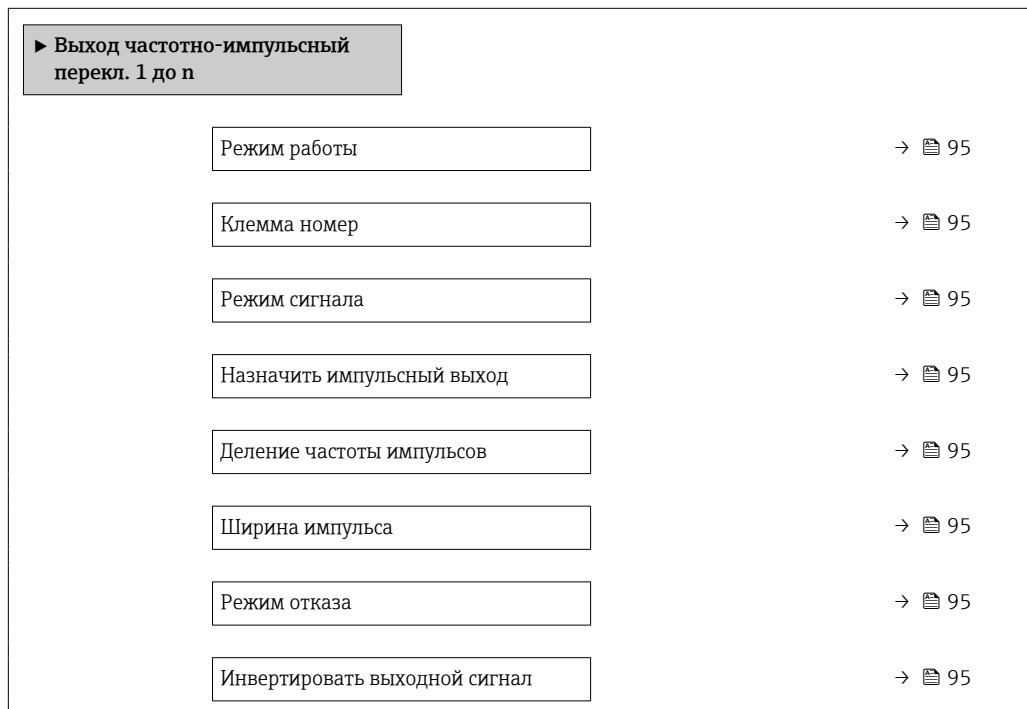 ► Выход частотно-импульсный
перекл. 1 до n
Режим работы → 95
Клемма номер → 95
Режим сигнала → 95
Назначить импульсный выход → 95
Деление частоты импульсов → 95
Ширина импульса → 95
Режим отказа → 95
Инвертировать выходной сигнал → 95